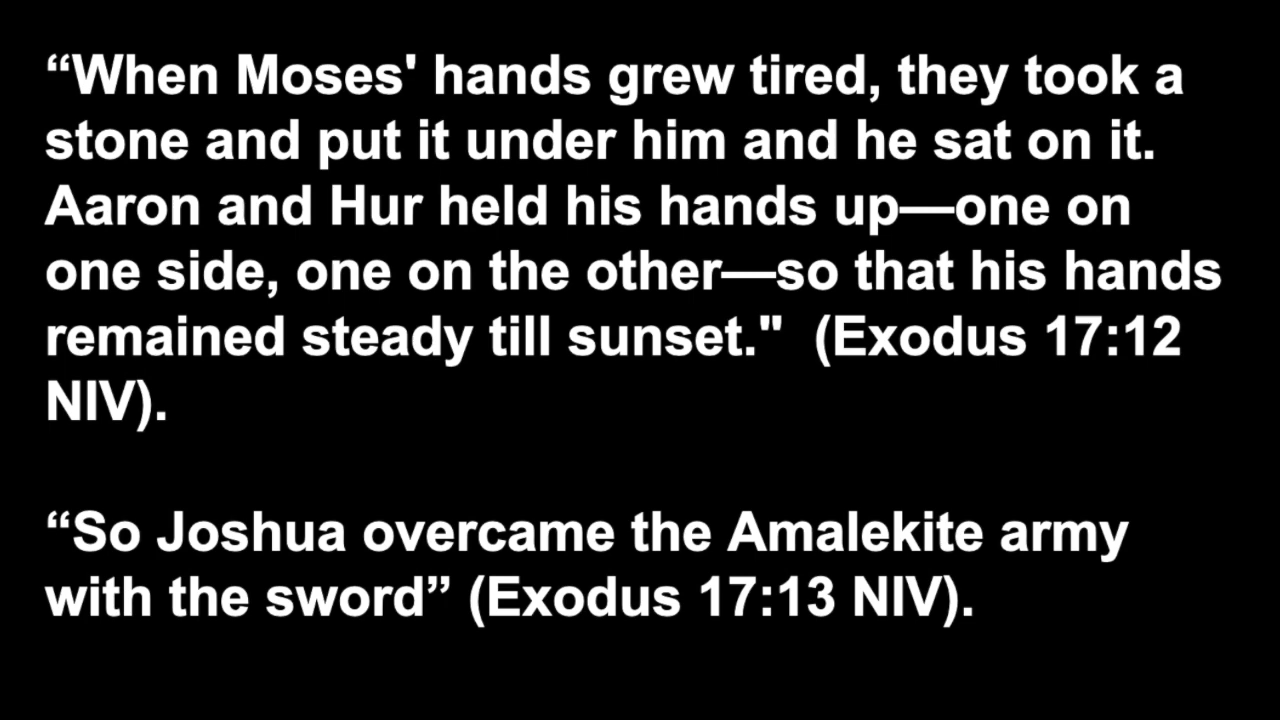 “When Moses' hands grew tired, they took a
stone and put it under him and he sat on it.
Aaron and Hur held his hands up—one on
one side, one on the other—so that his hands
remained steady till sunset."  (Exodus 17:12
NIV).
“So Joshua overcame the Amalekite army
with the sword” (Exodus 17:13 NIV).